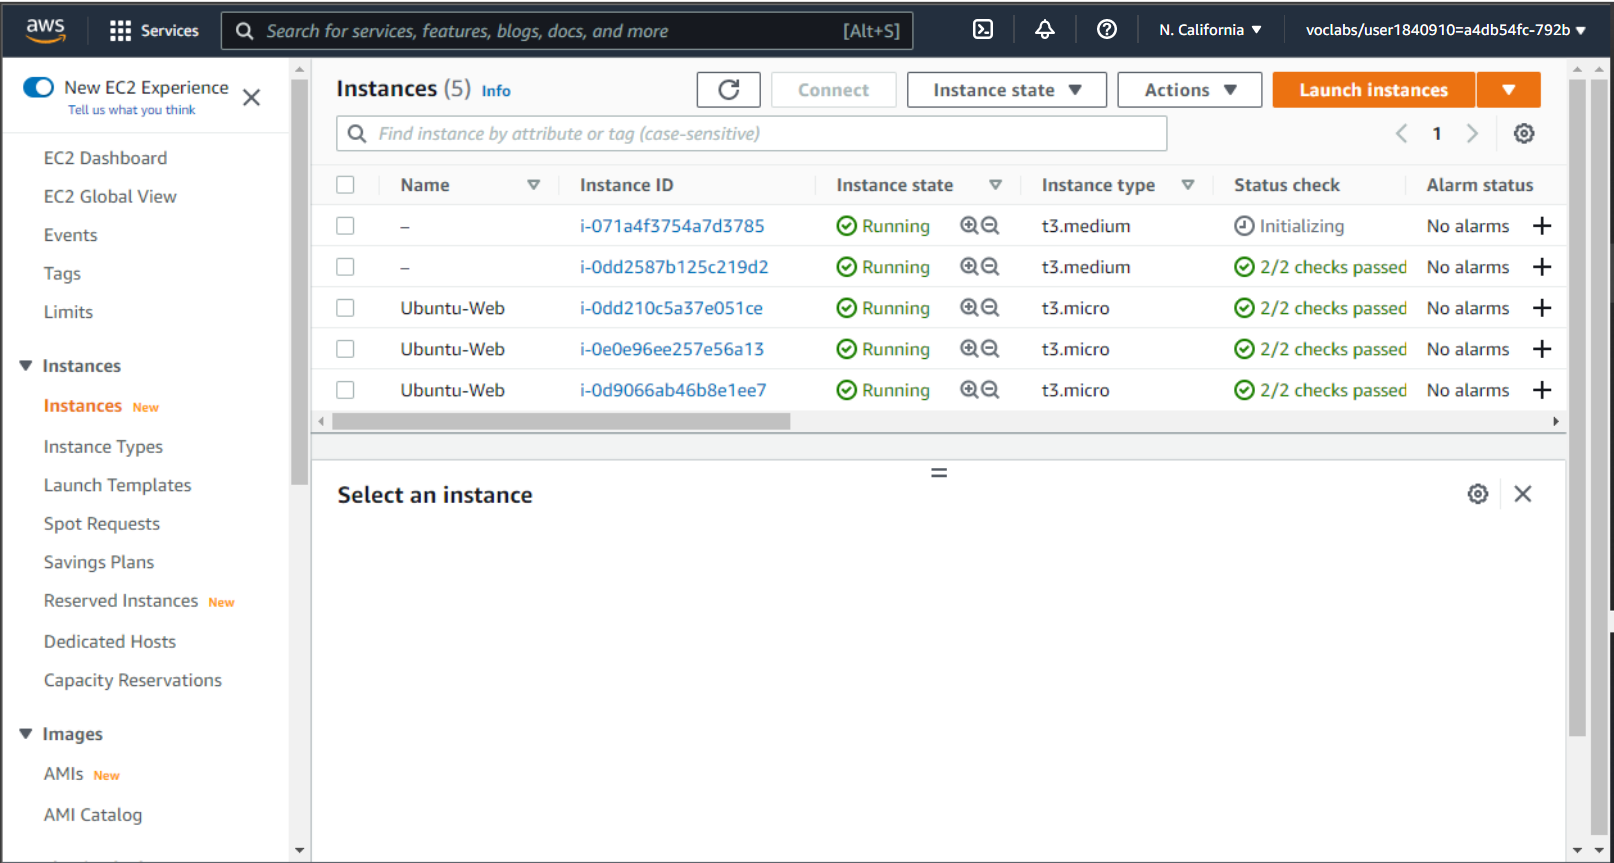 aws
Services
Search for services, features, blogs, docs, and more
[Alt+S]
N. California
voclabs/user1840910=a4db54fc-792b
New EC2 Experience
Tell us what you think
EC2 Dashboard
EC2 Global View
Events
Tags
Limits
Instances
Instances New
Instance Types
Launch Templates
Spot Requests
Savings Plans
Reserved Instances New
Dedicated Hosts
Capacity Reservations
Images
AMIs New
AMI Catalog
Instances (5) Info
Connect
Instance state
Actions
Launch instances
Find instance by attribute or tag (case-sensitive)
1
Name Instance ID Instance state Instance type Status check Alarm status
– i-071a4f3754a7d3785 Running t3.medium Initializing No alarms +
– i-0dd2587b125c219d2 Running t3.medium 2/2 checks passed No alarms +
Ubuntu-Web i-0dd210c5a37e051ce Running t3.micro 2/2 checks passed No alarms +
Ubuntu-Web i-0e0e96ee257e56a13 Running t3.micro 2/2 checks passed No alarms +
Ubuntu-Web i-0d9066ab46b8e1ee7 Running t3.micro 2/2 checks passed No alarms +
Select an instance